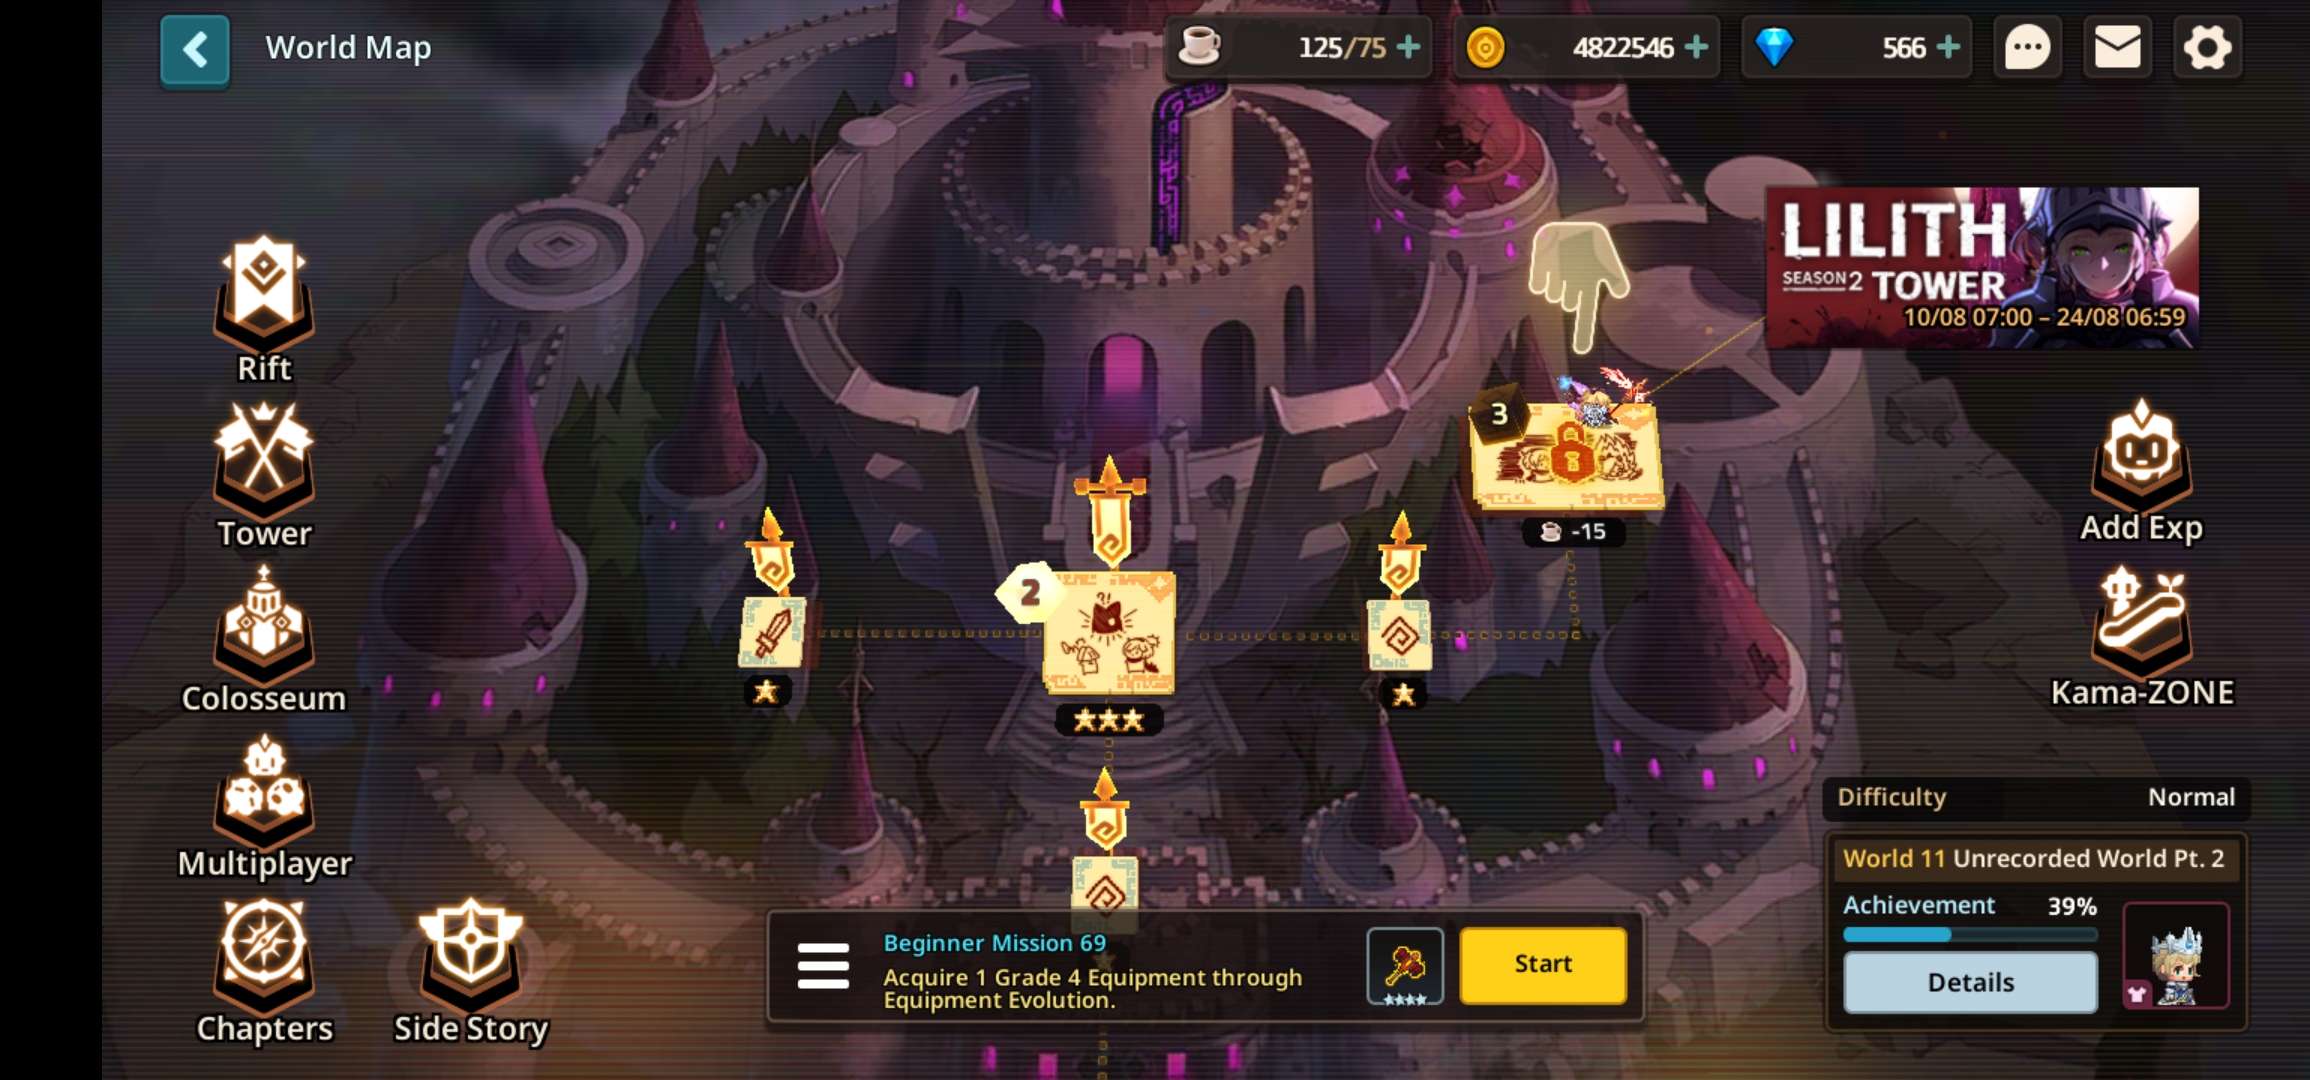 World Map
125/75
4822546
566
LILITH
SEASON2 TOWER
10/08 07:00 – 24/08 06:59
Rift
Tower
Colosseum
Multiplayer
Chapters
Side Story
3
-15
2
Add Exp
Kama-ZONE
Difficulty
Normal
World 11 Unrecorded World Pt. 2
Achievement
39%
Details
Beginner Mission 69
Acquire 1 Grade 4 Equipment through
Equipment Evolution.
Start